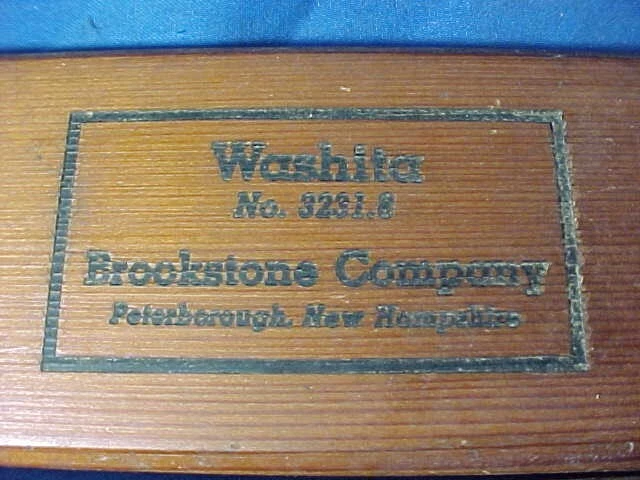 Washita
No. 3231.6
Brookstone Company
Peterborough, New Hampshire